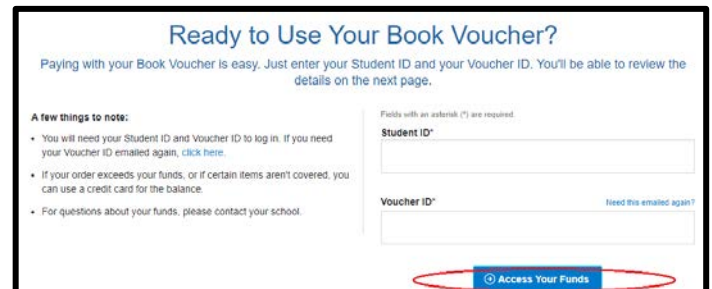 Ready to Use Your Book Voucher?
Paying with your Book Voucher is easy. Just enter your Student ID and your Voucher ID. You'll be able to review the
details on the next page.
A few things to note:
• You will need your Student ID and Voucher ID to log in. If you need
your Voucher ID emailed again, click here.
• If your order exceeds your funds, or if certain items aren't covered, you
can use a credit card for the balance.
• For questions about your funds, please contact your school.
Fields with an asterisk (*) are required.
Student ID*
Voucher ID* Need this emailed again?
Access Your Funds